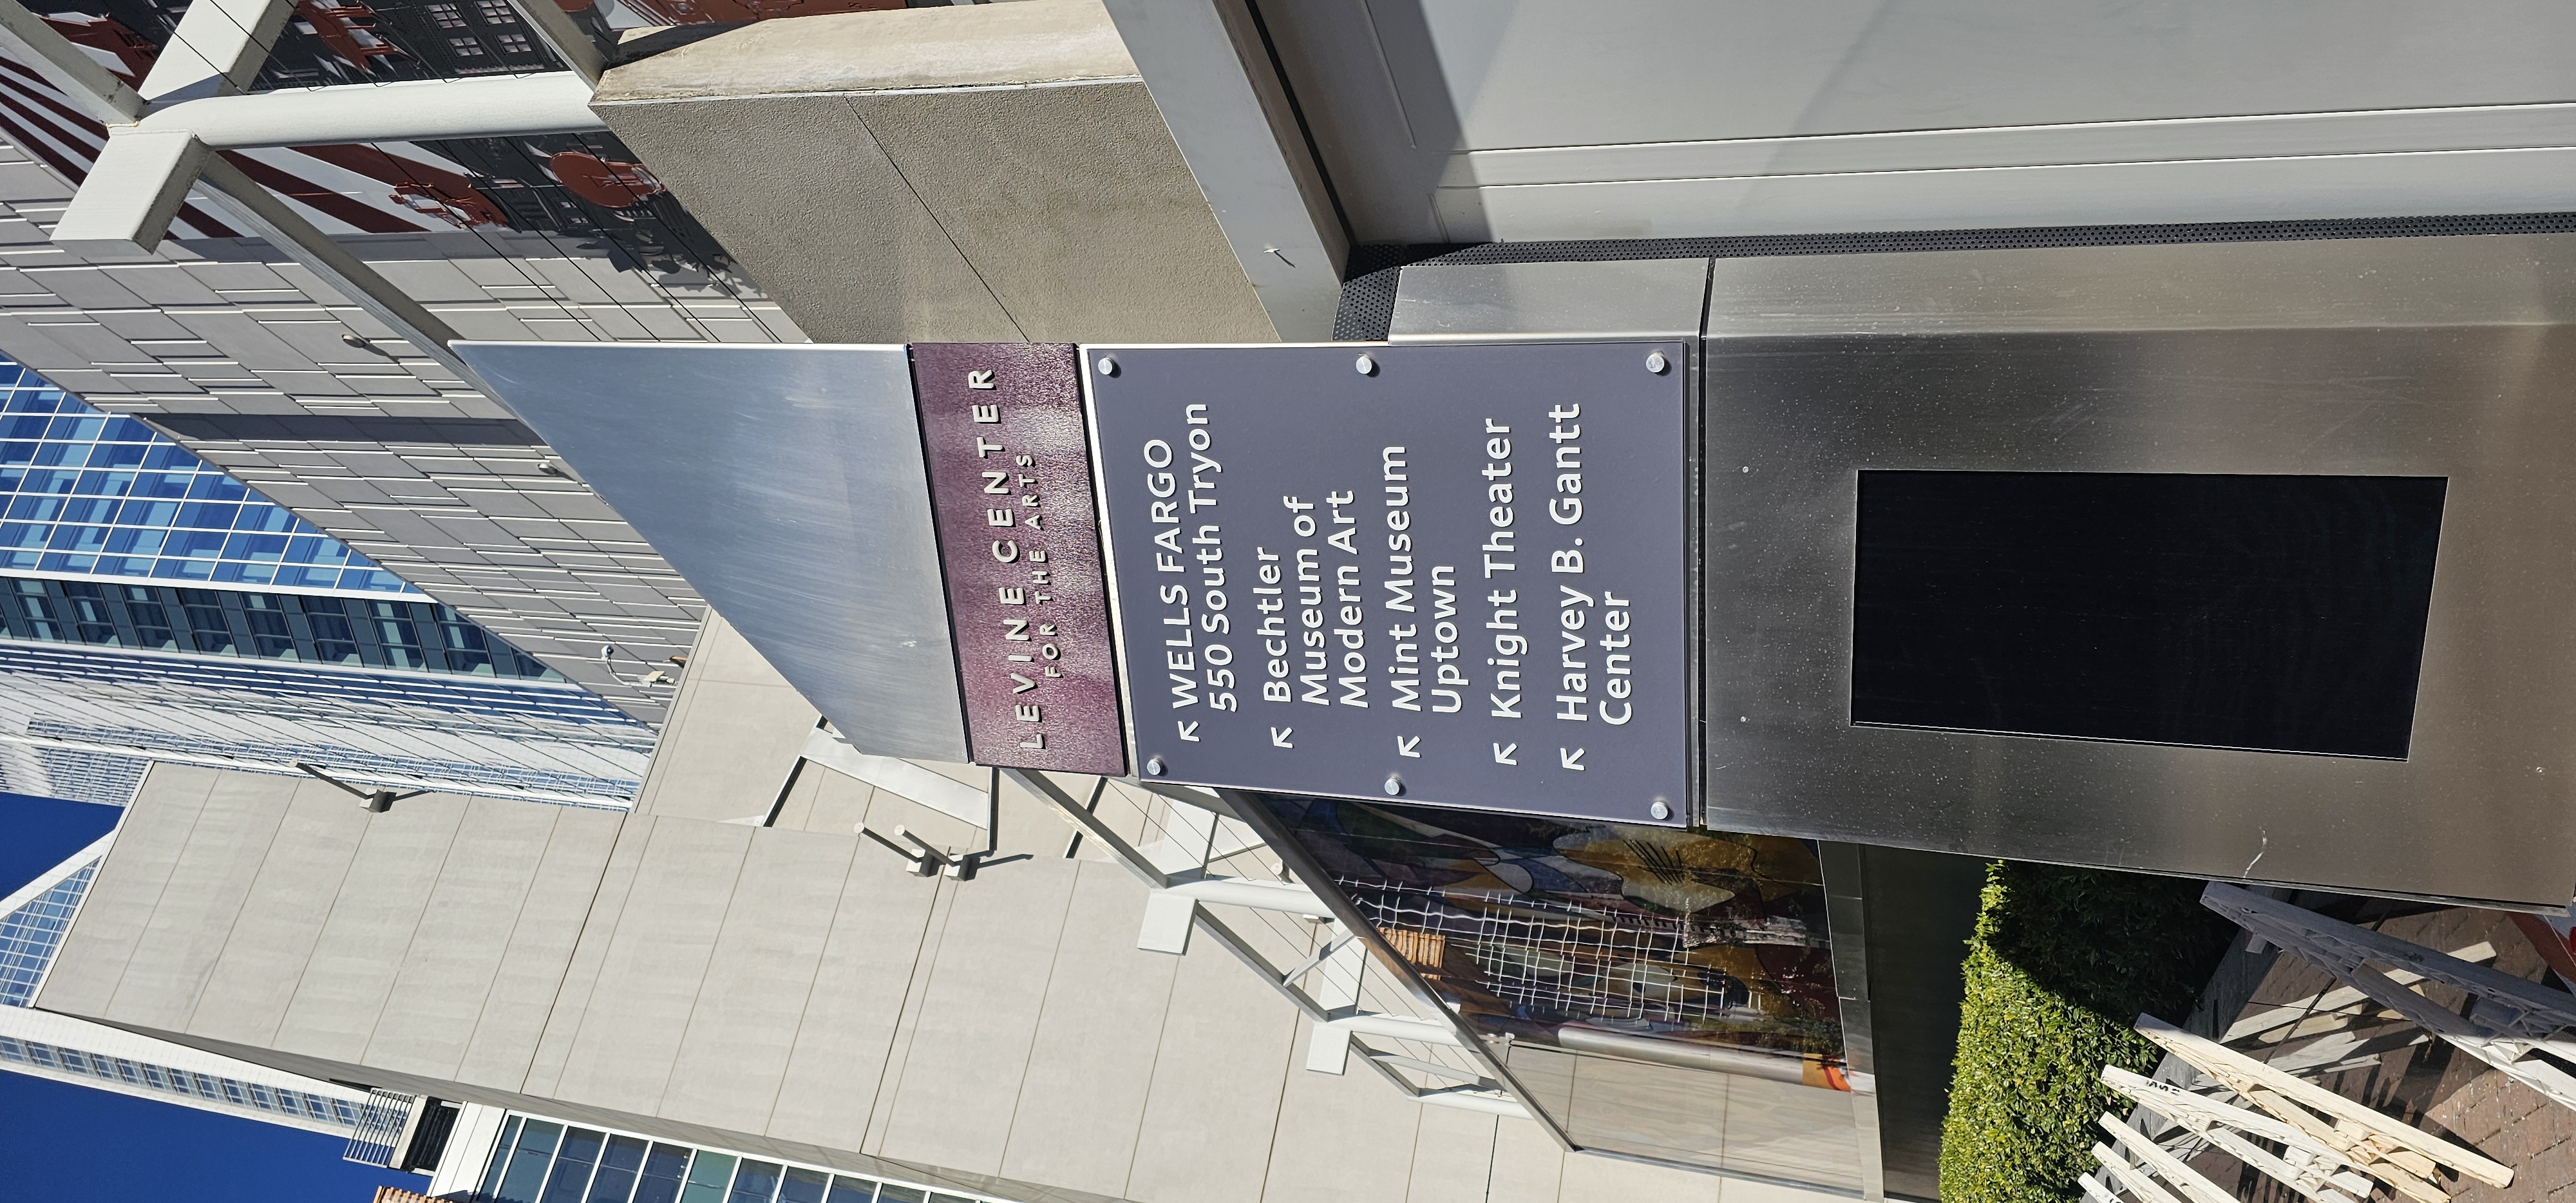 LEVINE CENTER
FOR THE ARTS
↖ WELLS FARGO
550 South Tryon
↖ Bechtler
Museum of
Modern Art
↖ Mint Museum
Uptown
↖ Knight Theater
↖ Harvey B. Gantt
Center